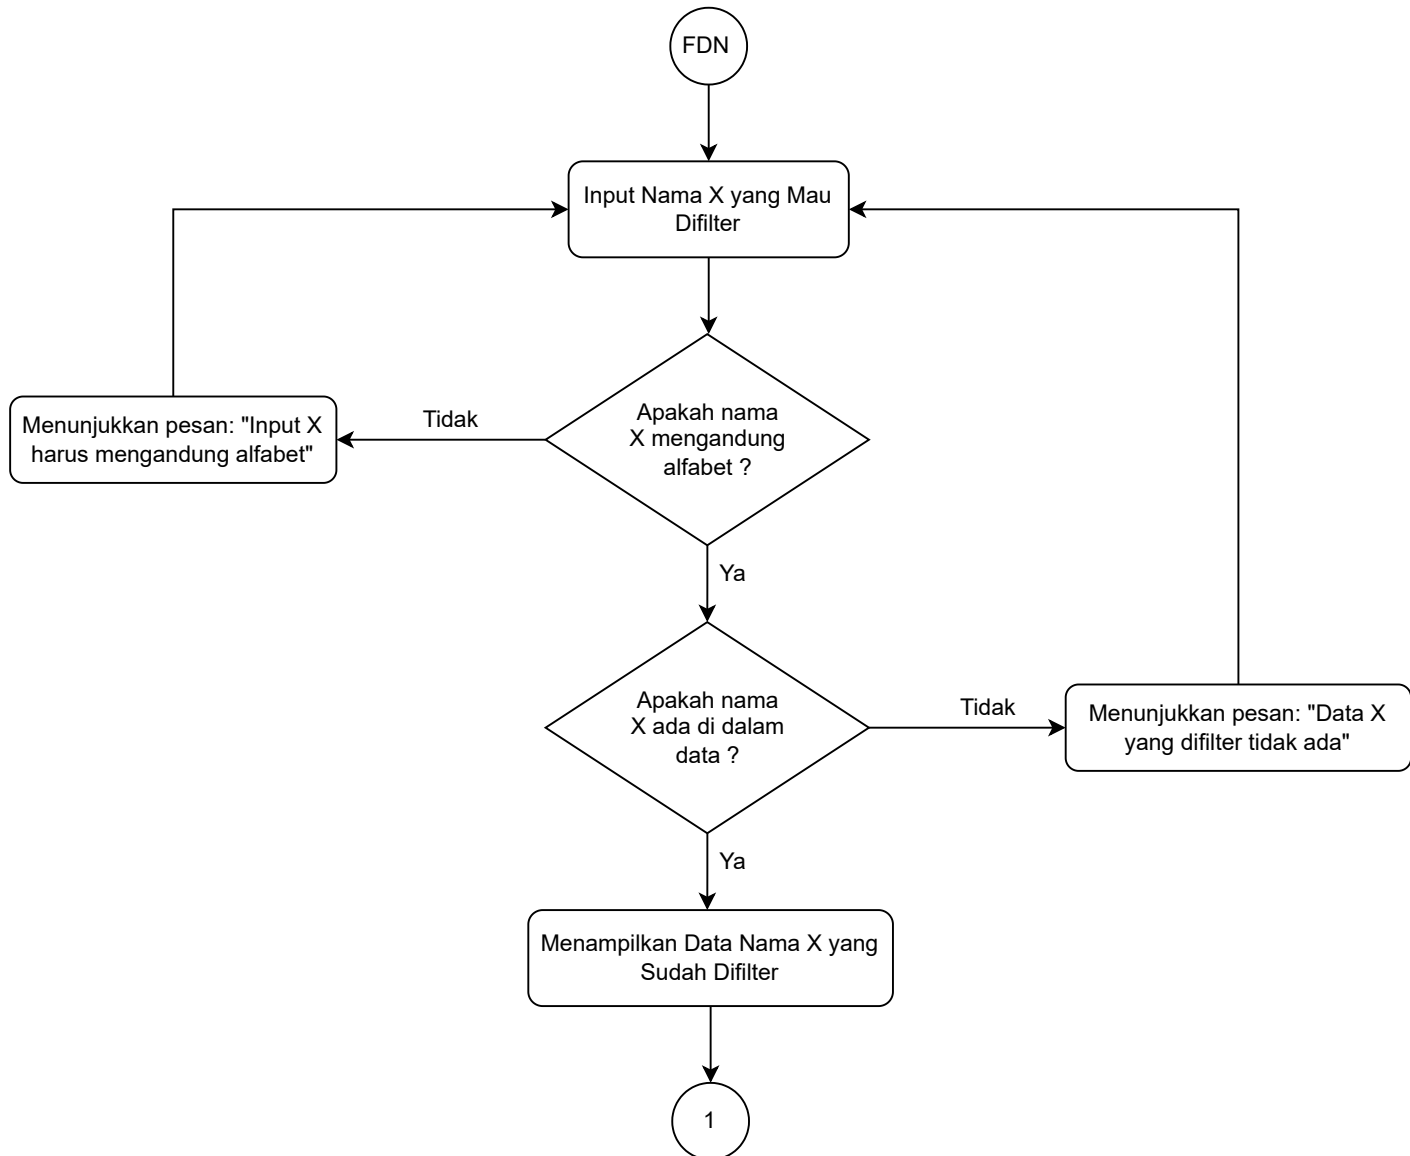 FDN
Input Nama X yang Mau
Difilter
Apakah nama
X mengandung
alfabet ?
Tidak
Menunjukkan pesan: "Input X
harus mengandung alfabet"
Ya
Apakah nama
X ada di dalam
data ?
Tidak
Menunjukkan pesan: "Data X
yang difilter tidak ada"
Ya
Menampilkan Data Nama X yang
Sudah Difilter
1